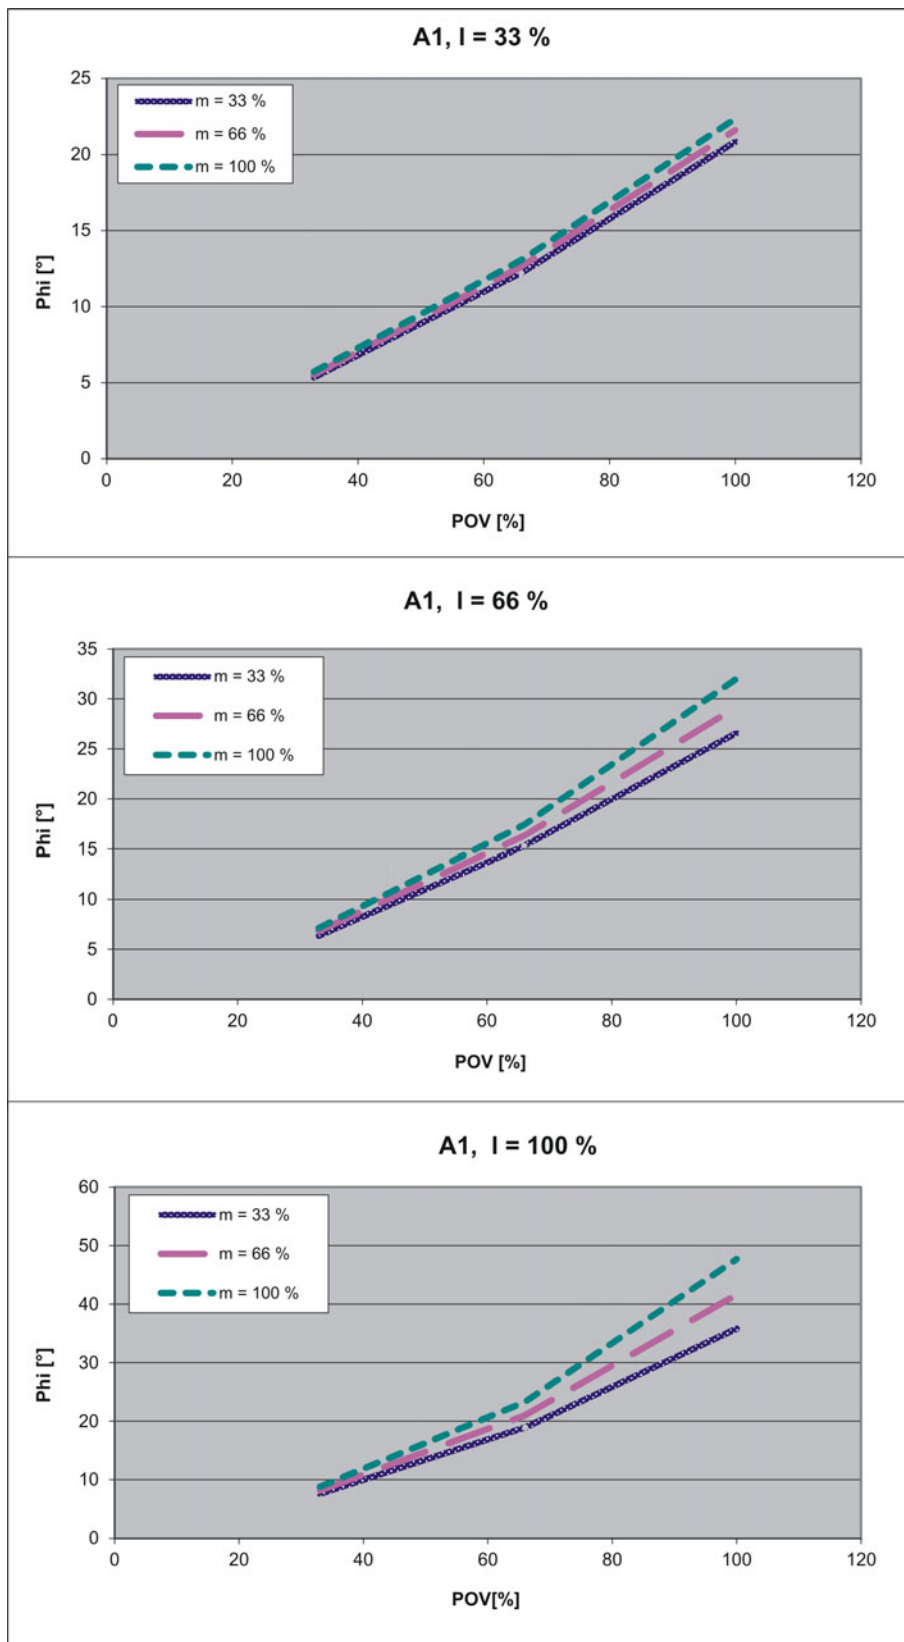 A1, I = 33 %
25
20
15
10
5
0
m = 33 %
m = 66 %
m = 100 %
Phi [°]
0 20 40 60 80 100 120
POV [%]
A1, I = 66 %
35
30
25
20
15
10
5
0
m = 33 %
m = 66 %
m = 100 %
Phi [°]
0 20 40 60 80 100 120
POV [%]
A1, I = 100 %
60
50
40
30
20
10
0
m = 33 %
m = 66 %
m = 100 %
Phi [°]
0 20 40 60 80 100 120
POV[%]